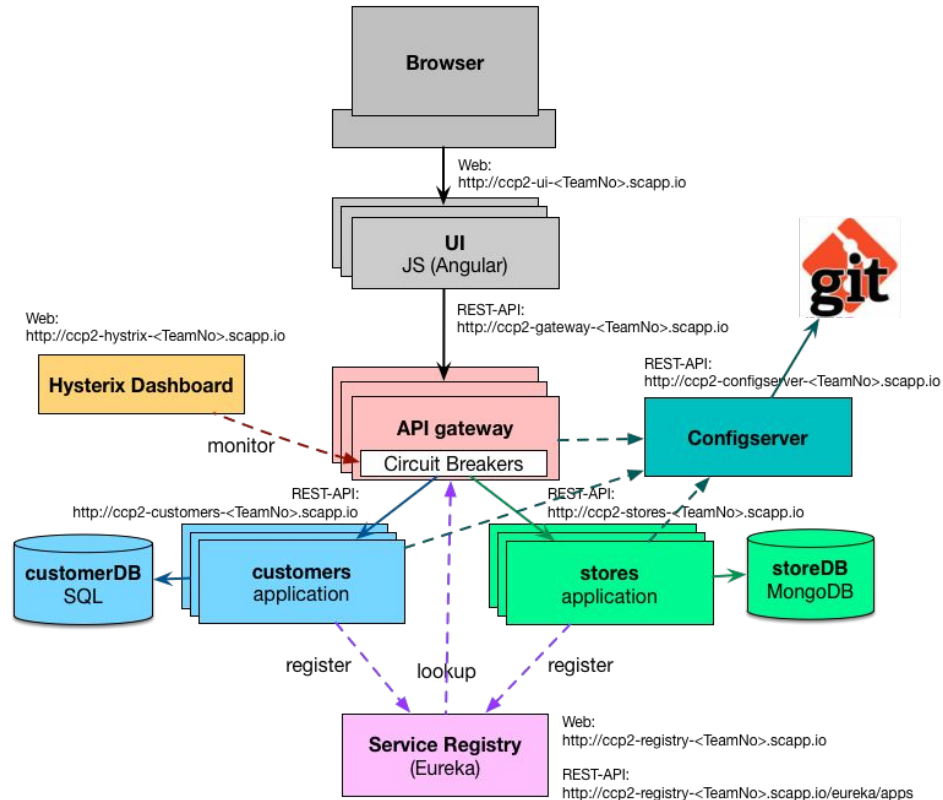 Browser
Web:
http://ccp2-ui-<TeamNo>.scapp.io
UI
JS (Angular)
git
REST-API:
http://ccp2-gateway-<TeamNo>.scapp.io
Web:
http://ccp2-hystrix-<TeamNo>.scapp.io
Hysterix Dashboard
monitor
API gateway
Circuit Breakers
REST-API:
http://ccp2-configserver-<TeamNo>.scapp.io
Configserver
REST-API:
http://ccp2-customers-<TeamNo>.scapp.io
REST-API:
http://ccp2-stores-<TeamNo>.scapp.io
customerDB
SQL
customers
application
stores
application
storeDB
MongoDB
register
lookup
register
Service Registry
(Eureka)
Web:
http://ccp2-registry-<TeamNo>.scapp.io
REST-API:
http://ccp2-registry-<TeamNo>.scapp.io/eureka/apps